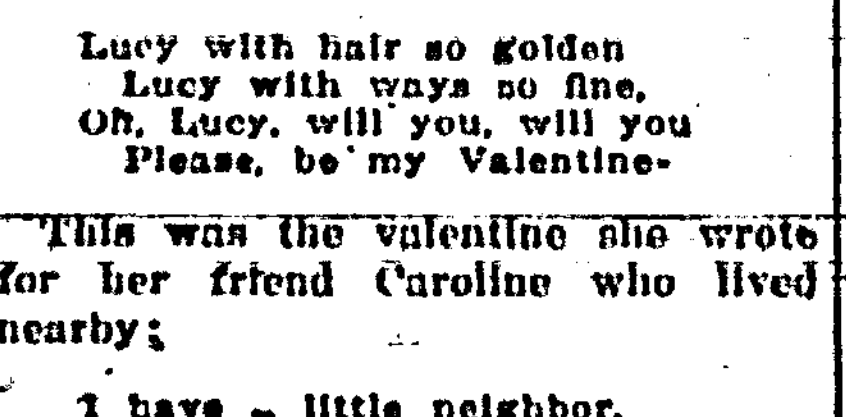 Lucy with hair so golden
Lucy with ways so fine,
Oh, Lucy, will you, will you
Please, be my Valentine-
This was the valentine she wrote
for her friend Caroline who lived
nearby;
I have little neighbor,